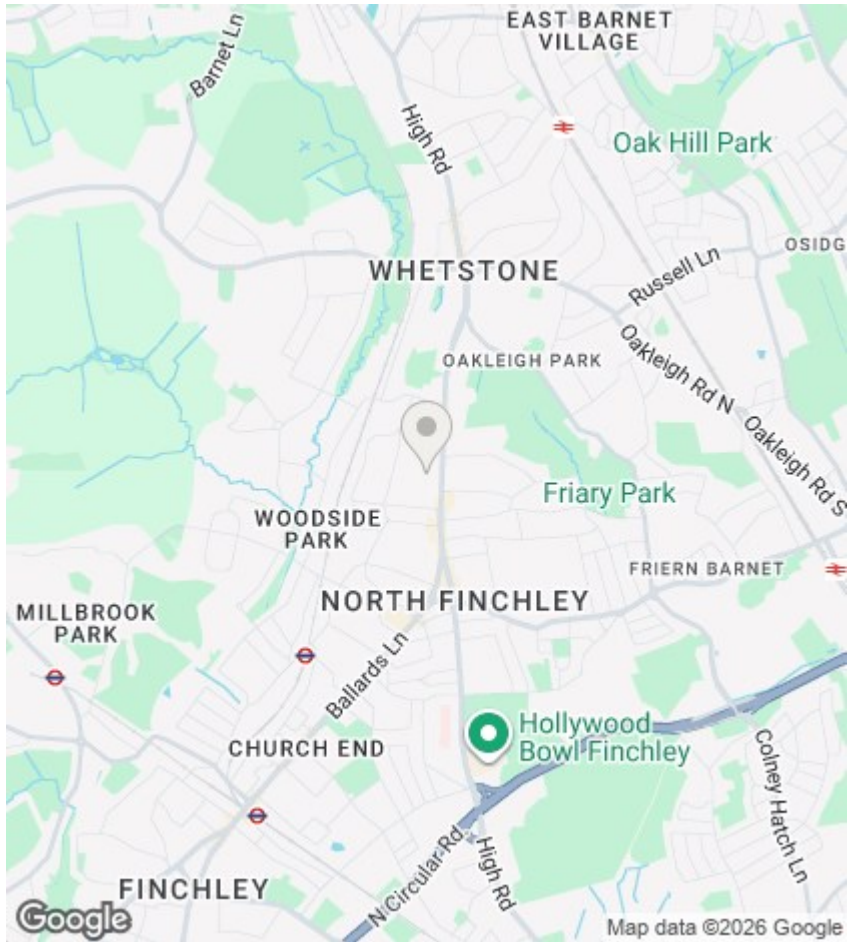 EAST BARNET
VILLAGE
Barnet Ln
High Rd
Oak Hill Park
OSIDG
WHETSTONE
Russell Ln
OAKLEIGH PARK
Oakleigh Rd N
Oakleigh Rd S
Friary Park
WOODSIDE
PARK
FRIERN BARNET
NORTH FINCHLEY
MILLBROOK
PARK
Ballards Ln
Hollywood
Bowl Finchley
CHURCH END
Colney Hatch Ln
N Circular Rd
High Rd
FINCHLEY
Google
Map data ©2026 Google